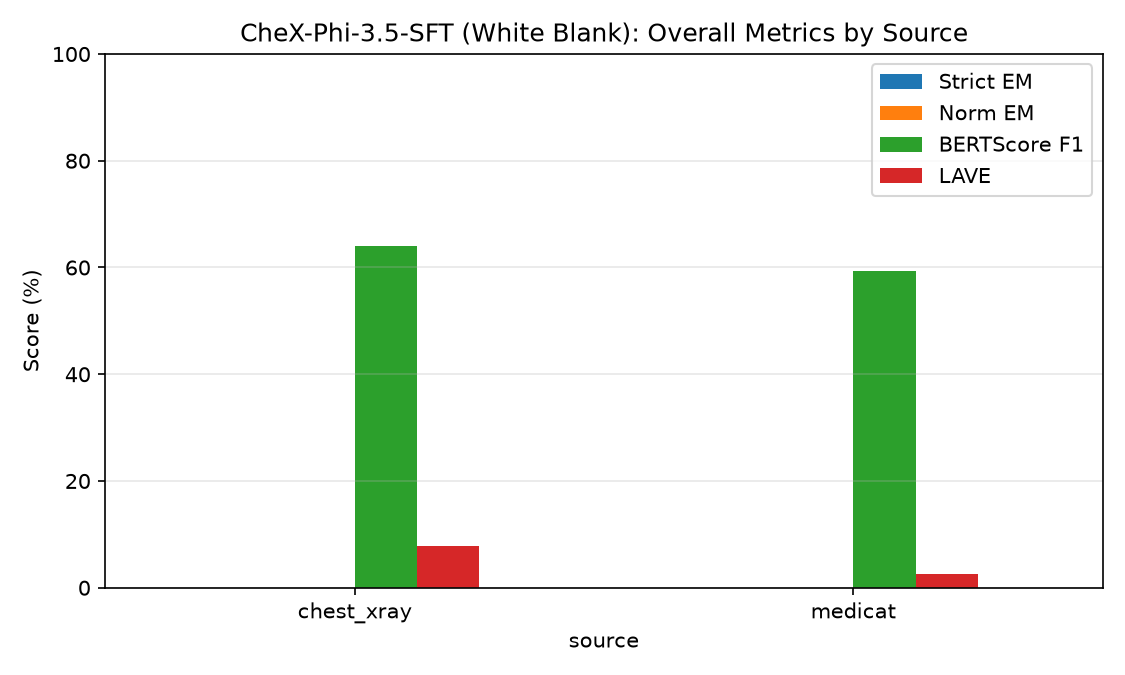 CheX-Phi-3.5-SFT (White Blank): Overall Metrics by Source
100
80
60
40
20
0
Score (%)
Strict EM
Norm EM
BERTScore F1
LAVE
chest_xray
medicat
source